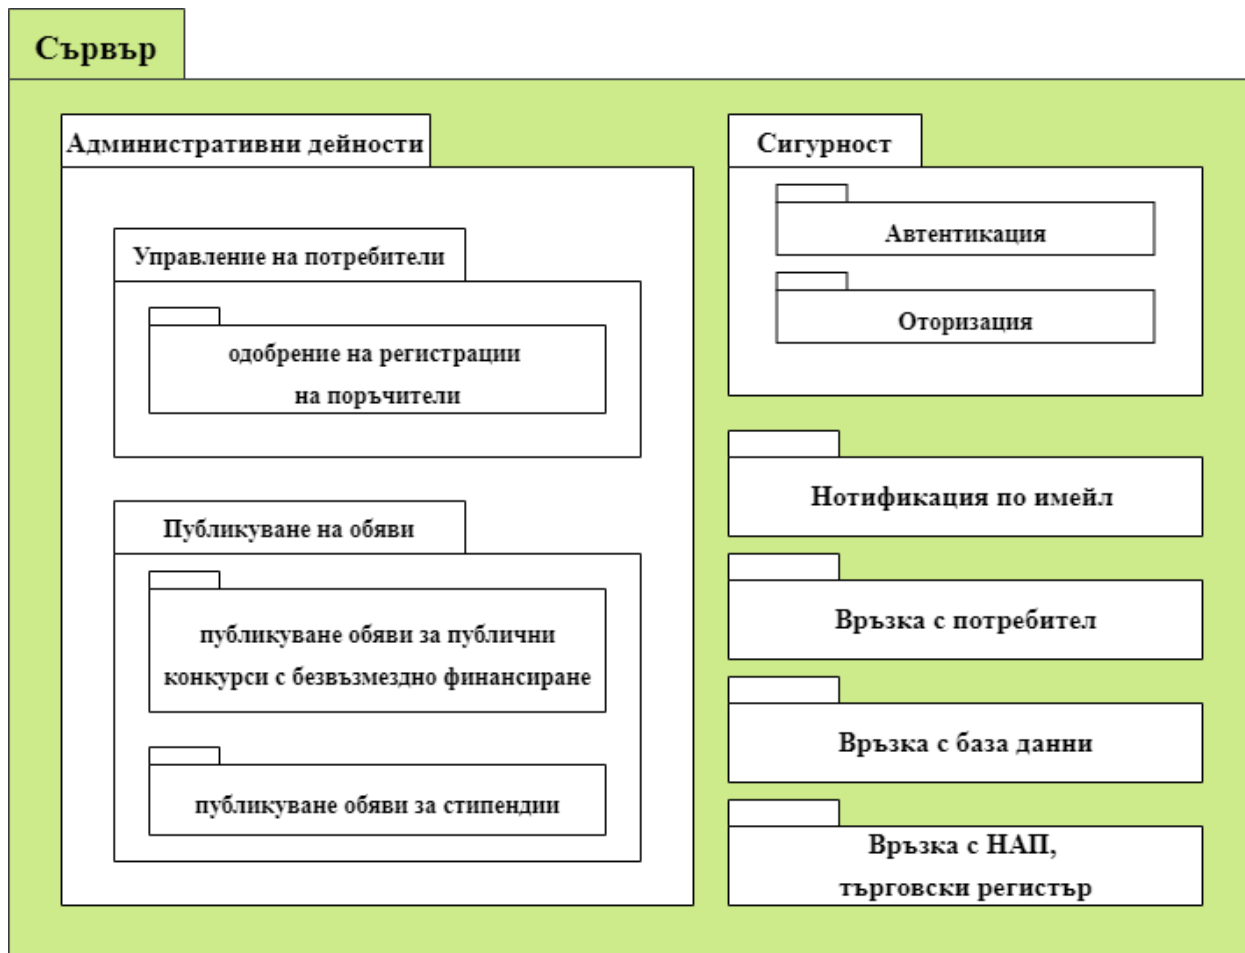 Сървър
Административни дейности
Управление на потребители
одобрение на регистрации
на поръчители
Публикуване на обяви
публикуване обяви за публични
конкурси с безвъзмездно финансиране
публикуване обяви за стипендии
Сигурност
Автентикация
Оторизация
Нотификация по имейл
Връзка с потребител
Връзка с база данни
Връзка с НАП,
търговски регистър